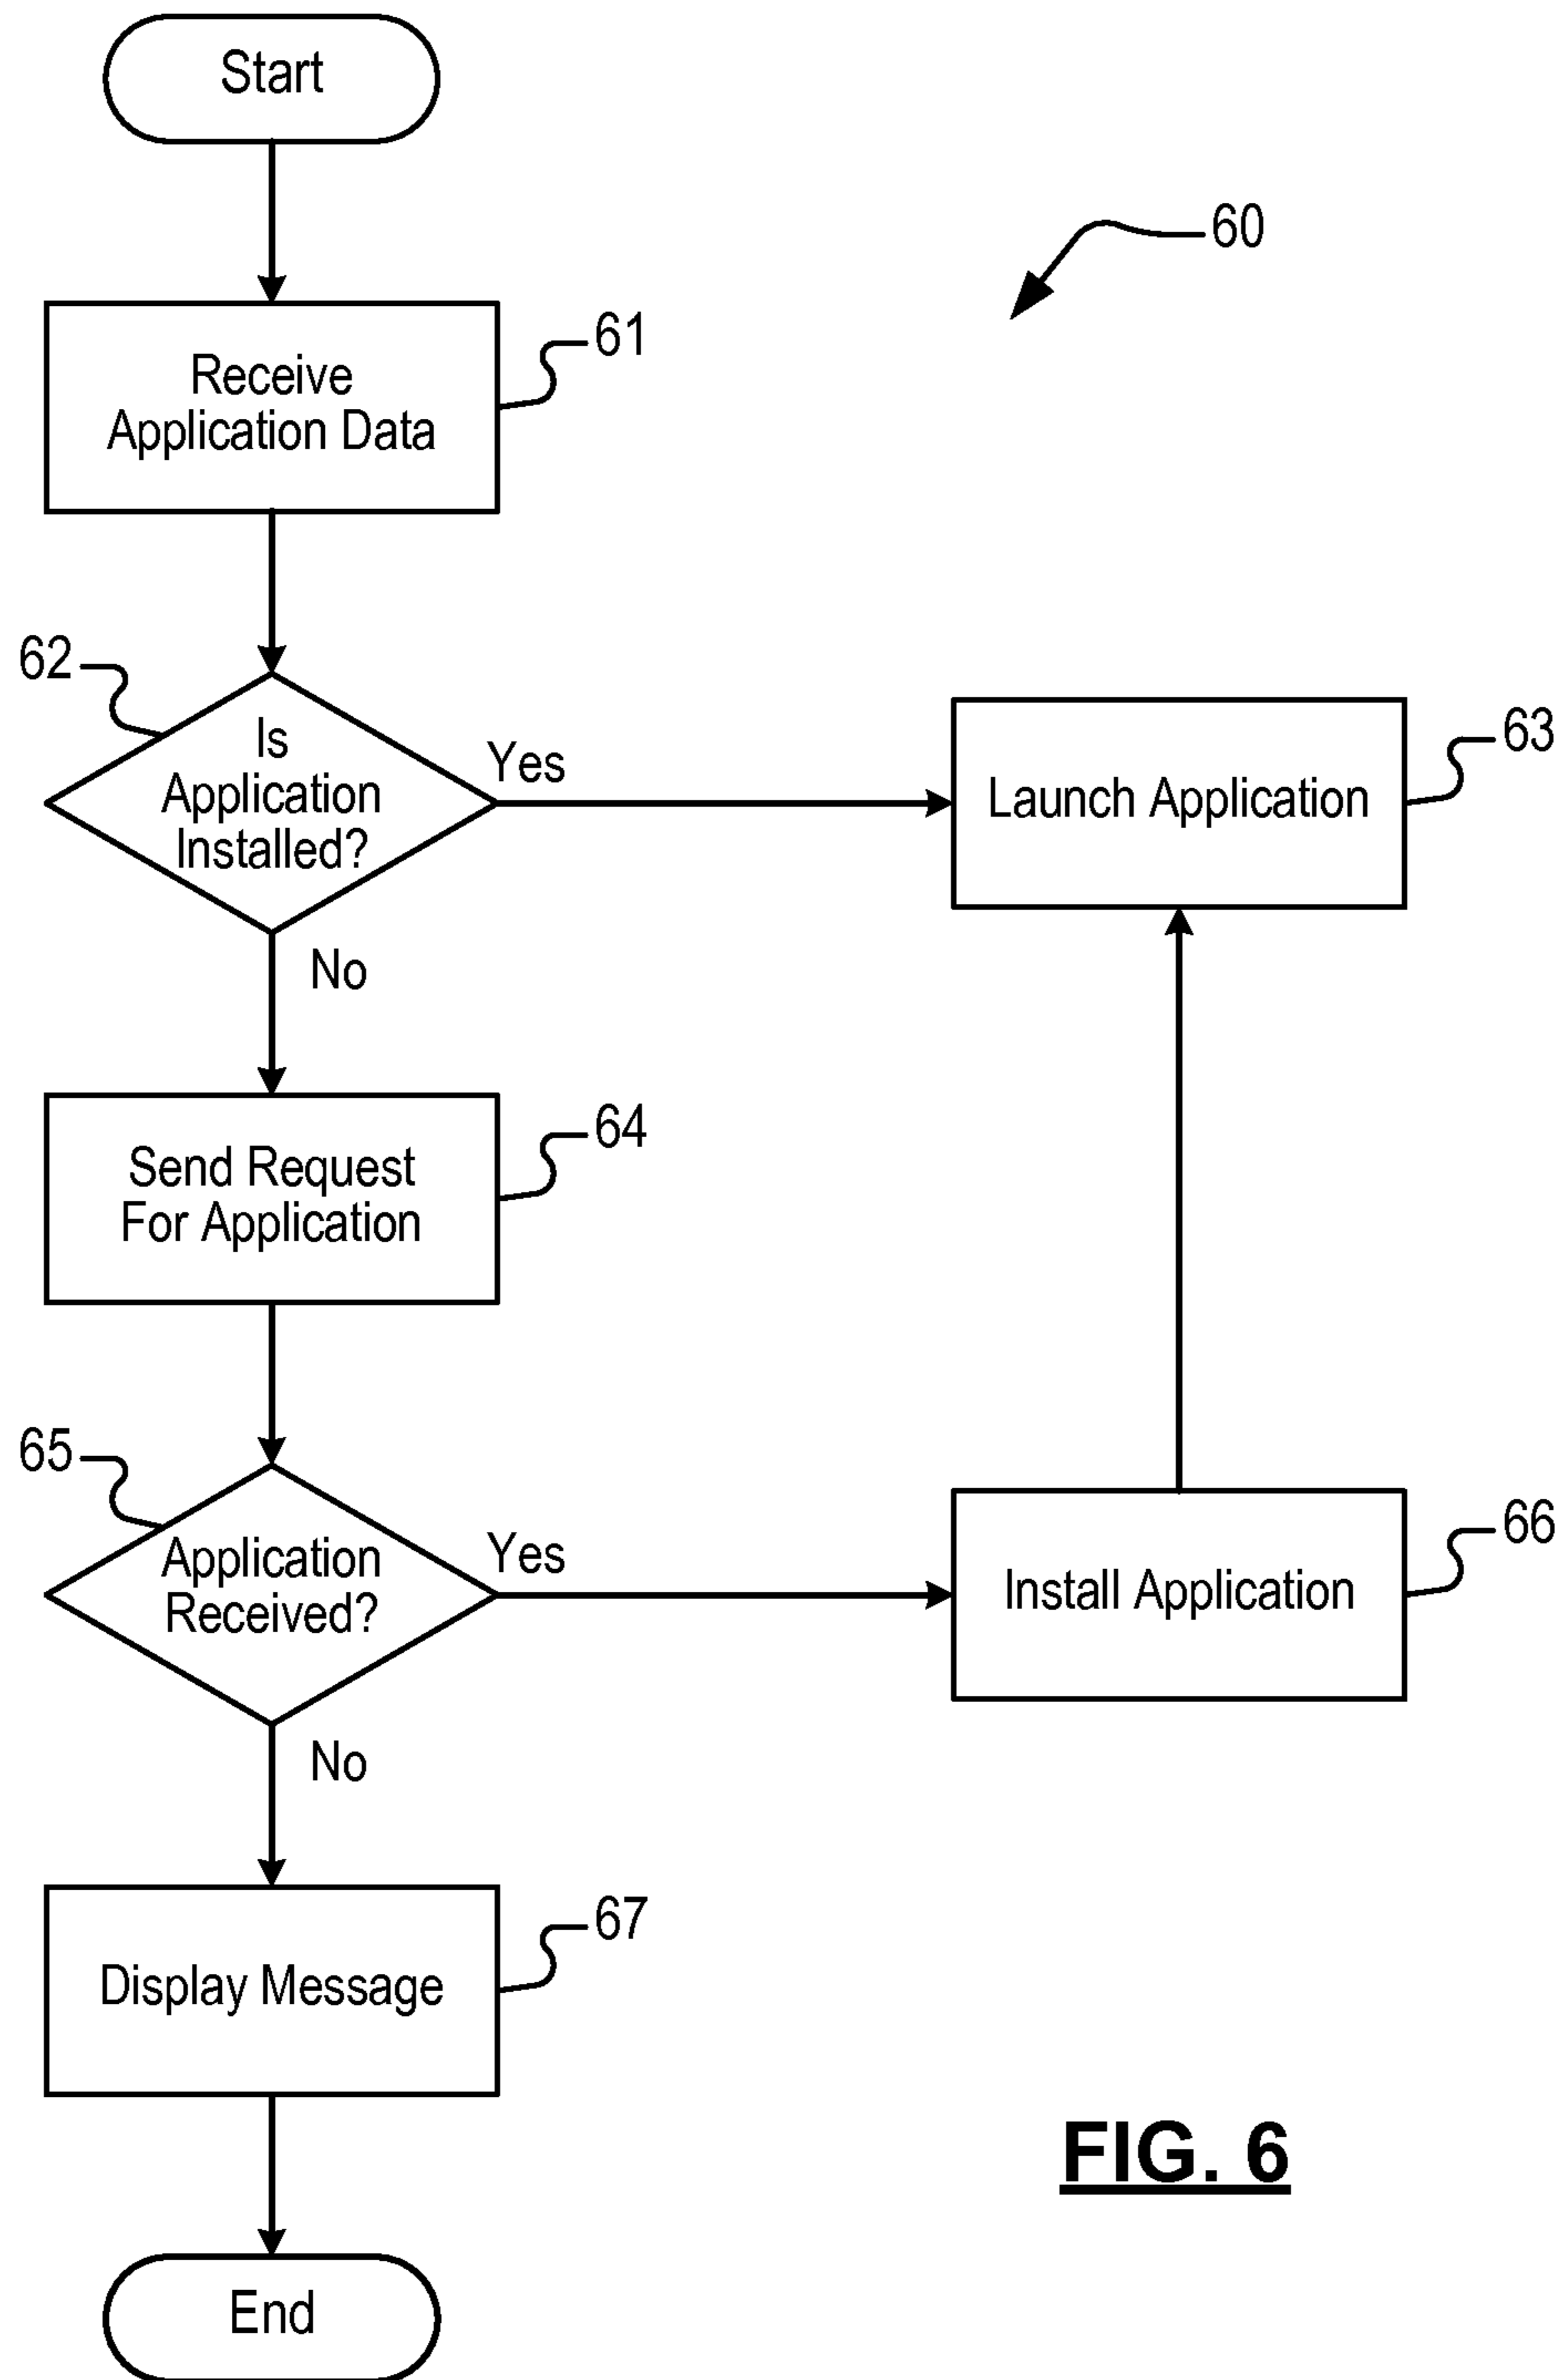 Start
60
61
Receive
Application Data
62
Is
Application
Installed?
Yes
63
Launch Application
No
64
Send Request
For Application
65
Application
Received?
Yes
66
Install Application
No
67
Display Message
FIG. 6
End